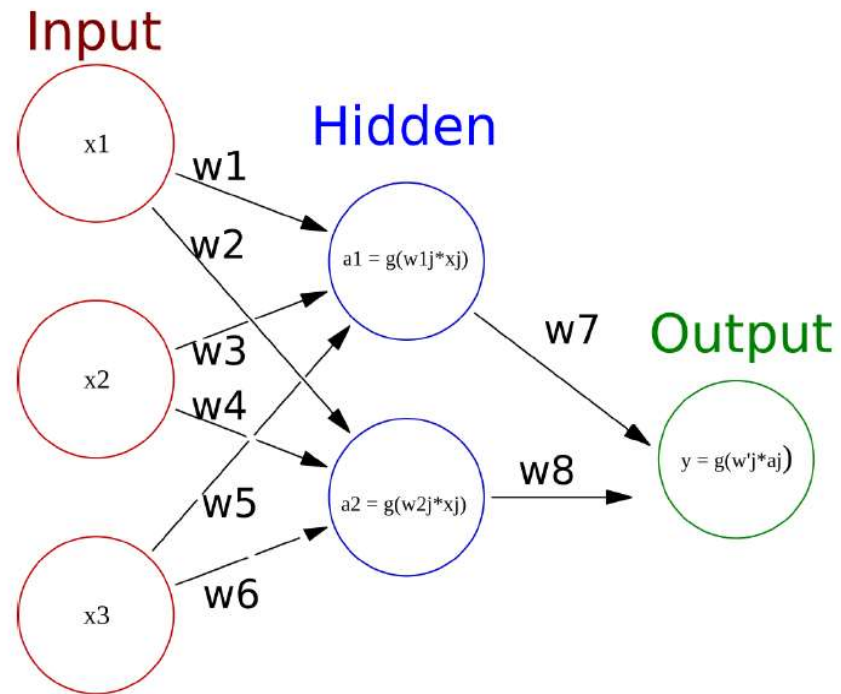 Input
x1
Hidden
w1
w2
a1 = g(w1j*xj)
w3
x2
w4
w7
Output
y = g(w'j*aj)
w5
a2 = g(w2j*xj)
w8
w6
x3